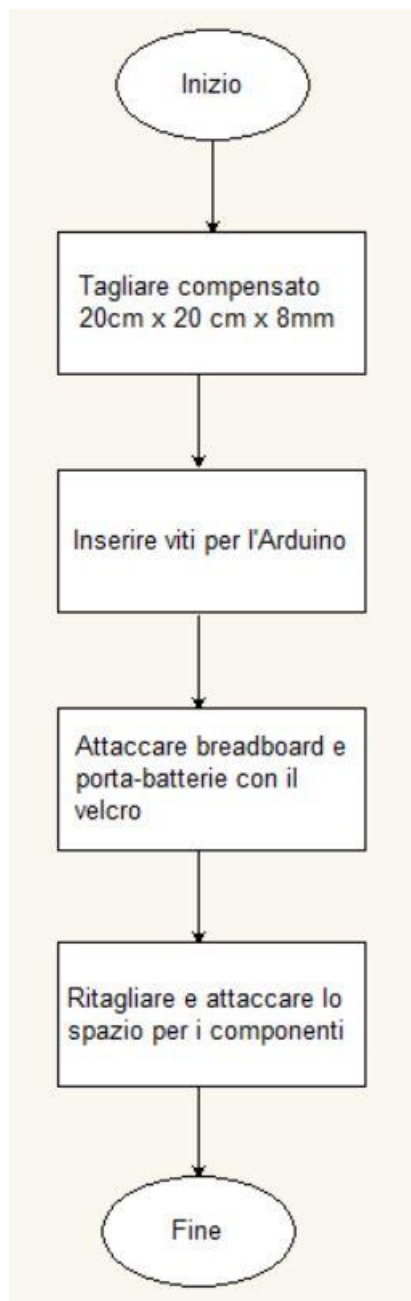 Inizio
Tagliare compensato
20cm x 20 cm x 8mm
Inserire viti per l'Arduino
Attaccare breadboard e
porta-batterie con il
velcro
Ritagliare e attaccare lo
spazio per i componenti
Fine